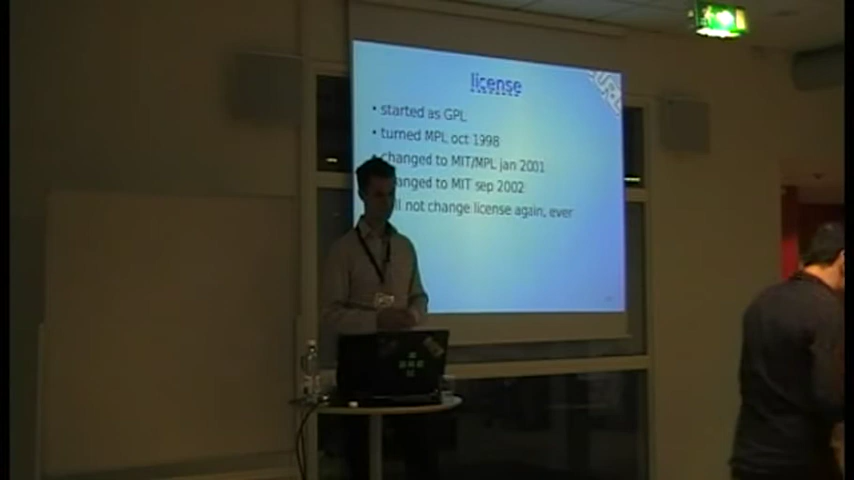 license
• started as GPL
• turned MPL oct 1998
• changed to MIT/MPL jan 2001
anged to MIT sep 2002
ll not change license again, ever